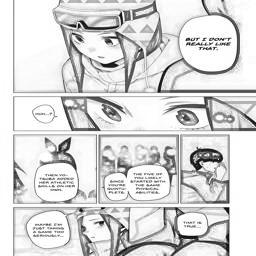 BUT I DON'T
REALLY LIKE
THAT.
HUH...?
SINCE
YOU'RE
QUINTU-
PLETS,
THE FIVE OF
YOU LIKELY
STARTED WITH
THE SAME
PHYSICAL
ABILITIES.
THEN YO-
TSUBA ADDED
HER ATHLETIC
SKILLS ON HER
OWN.
THAT IS
TRUE...
MAYBE I'M
JUST TAKING
A GAME TOO
SERIOUSLY...